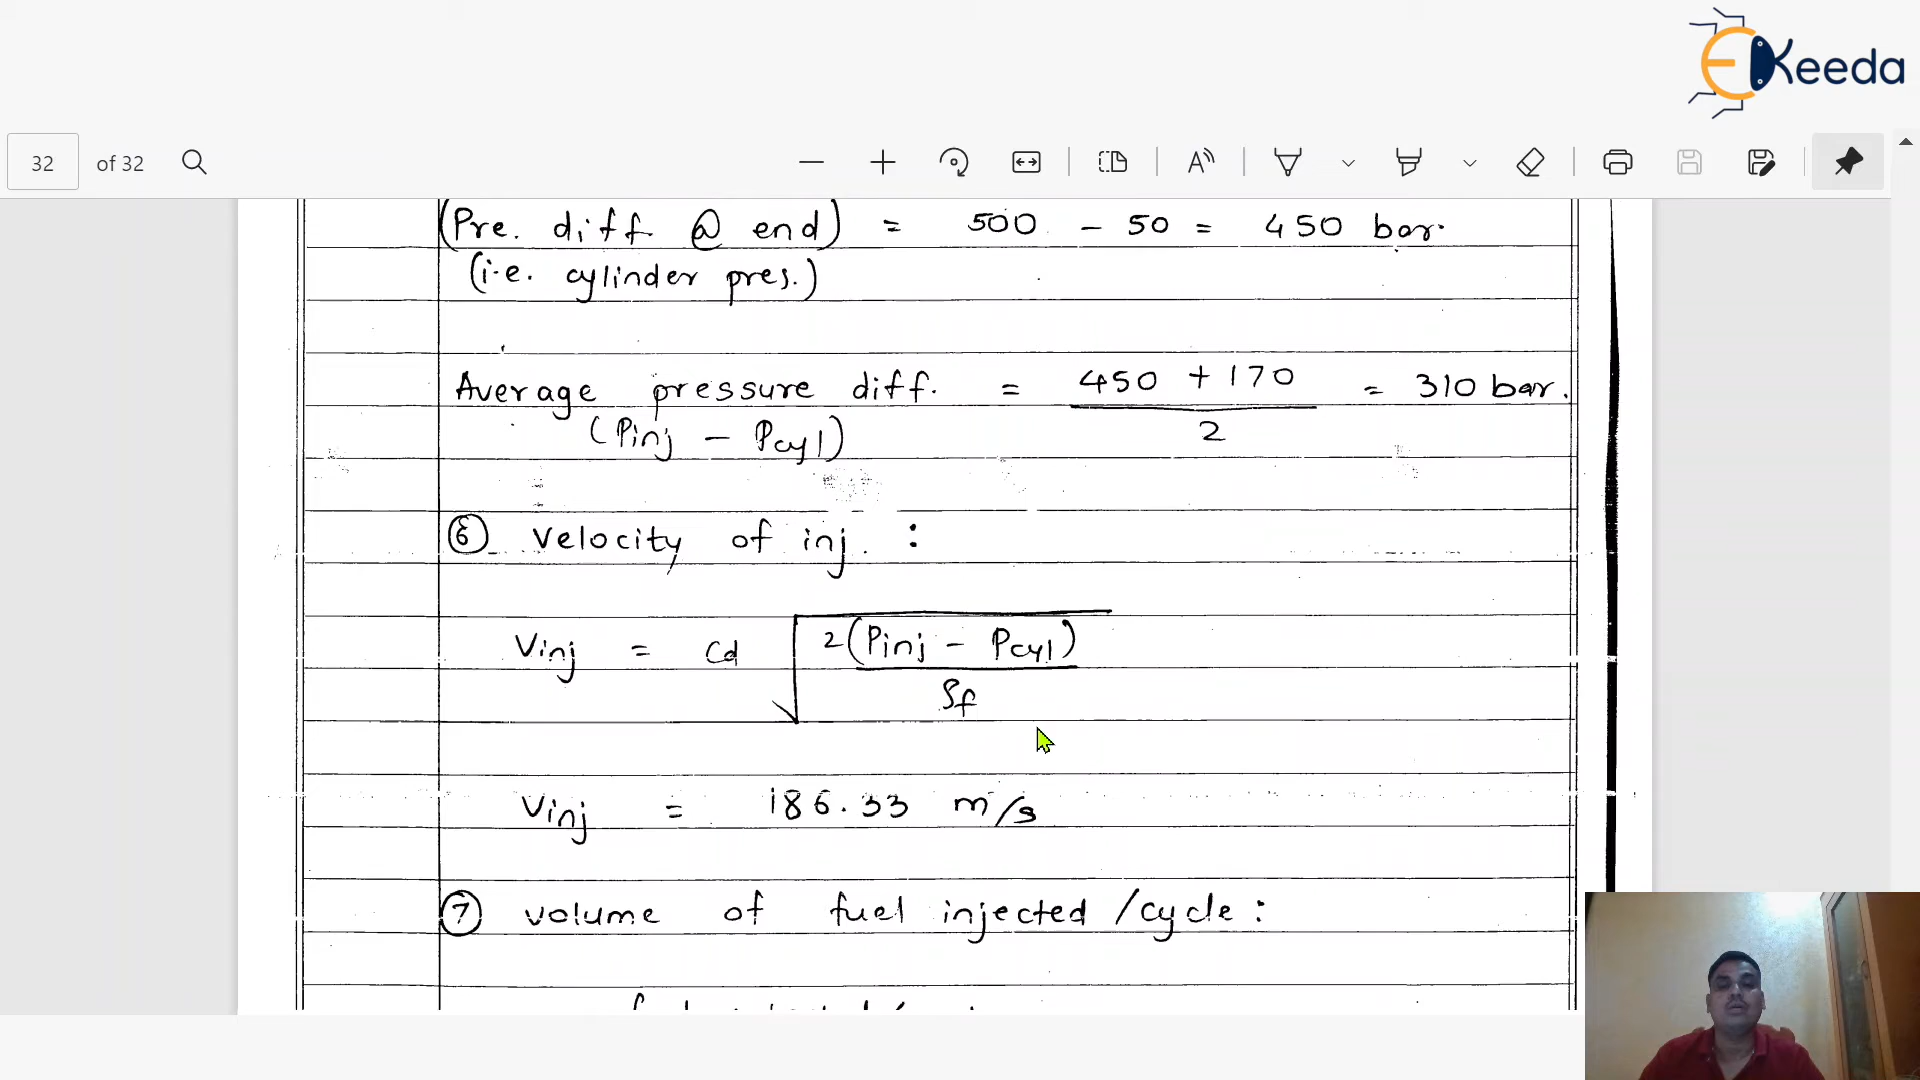 EKeeda
32 of 32
(Pre. diff. @ end) = 500 - 50 = 450 bar.
(i.e. cylinder pres.)
Average pressure diff. = 450 + 170 / 2 = 310 bar.
(Pinj - Pcyl)
⑥ Velocity of inj. :
Vinj = Cd √ 2(Pinj - Pcyl) / ρf
Vinj = 186.33 m/s
⑦ volume of fuel injected /cycle :